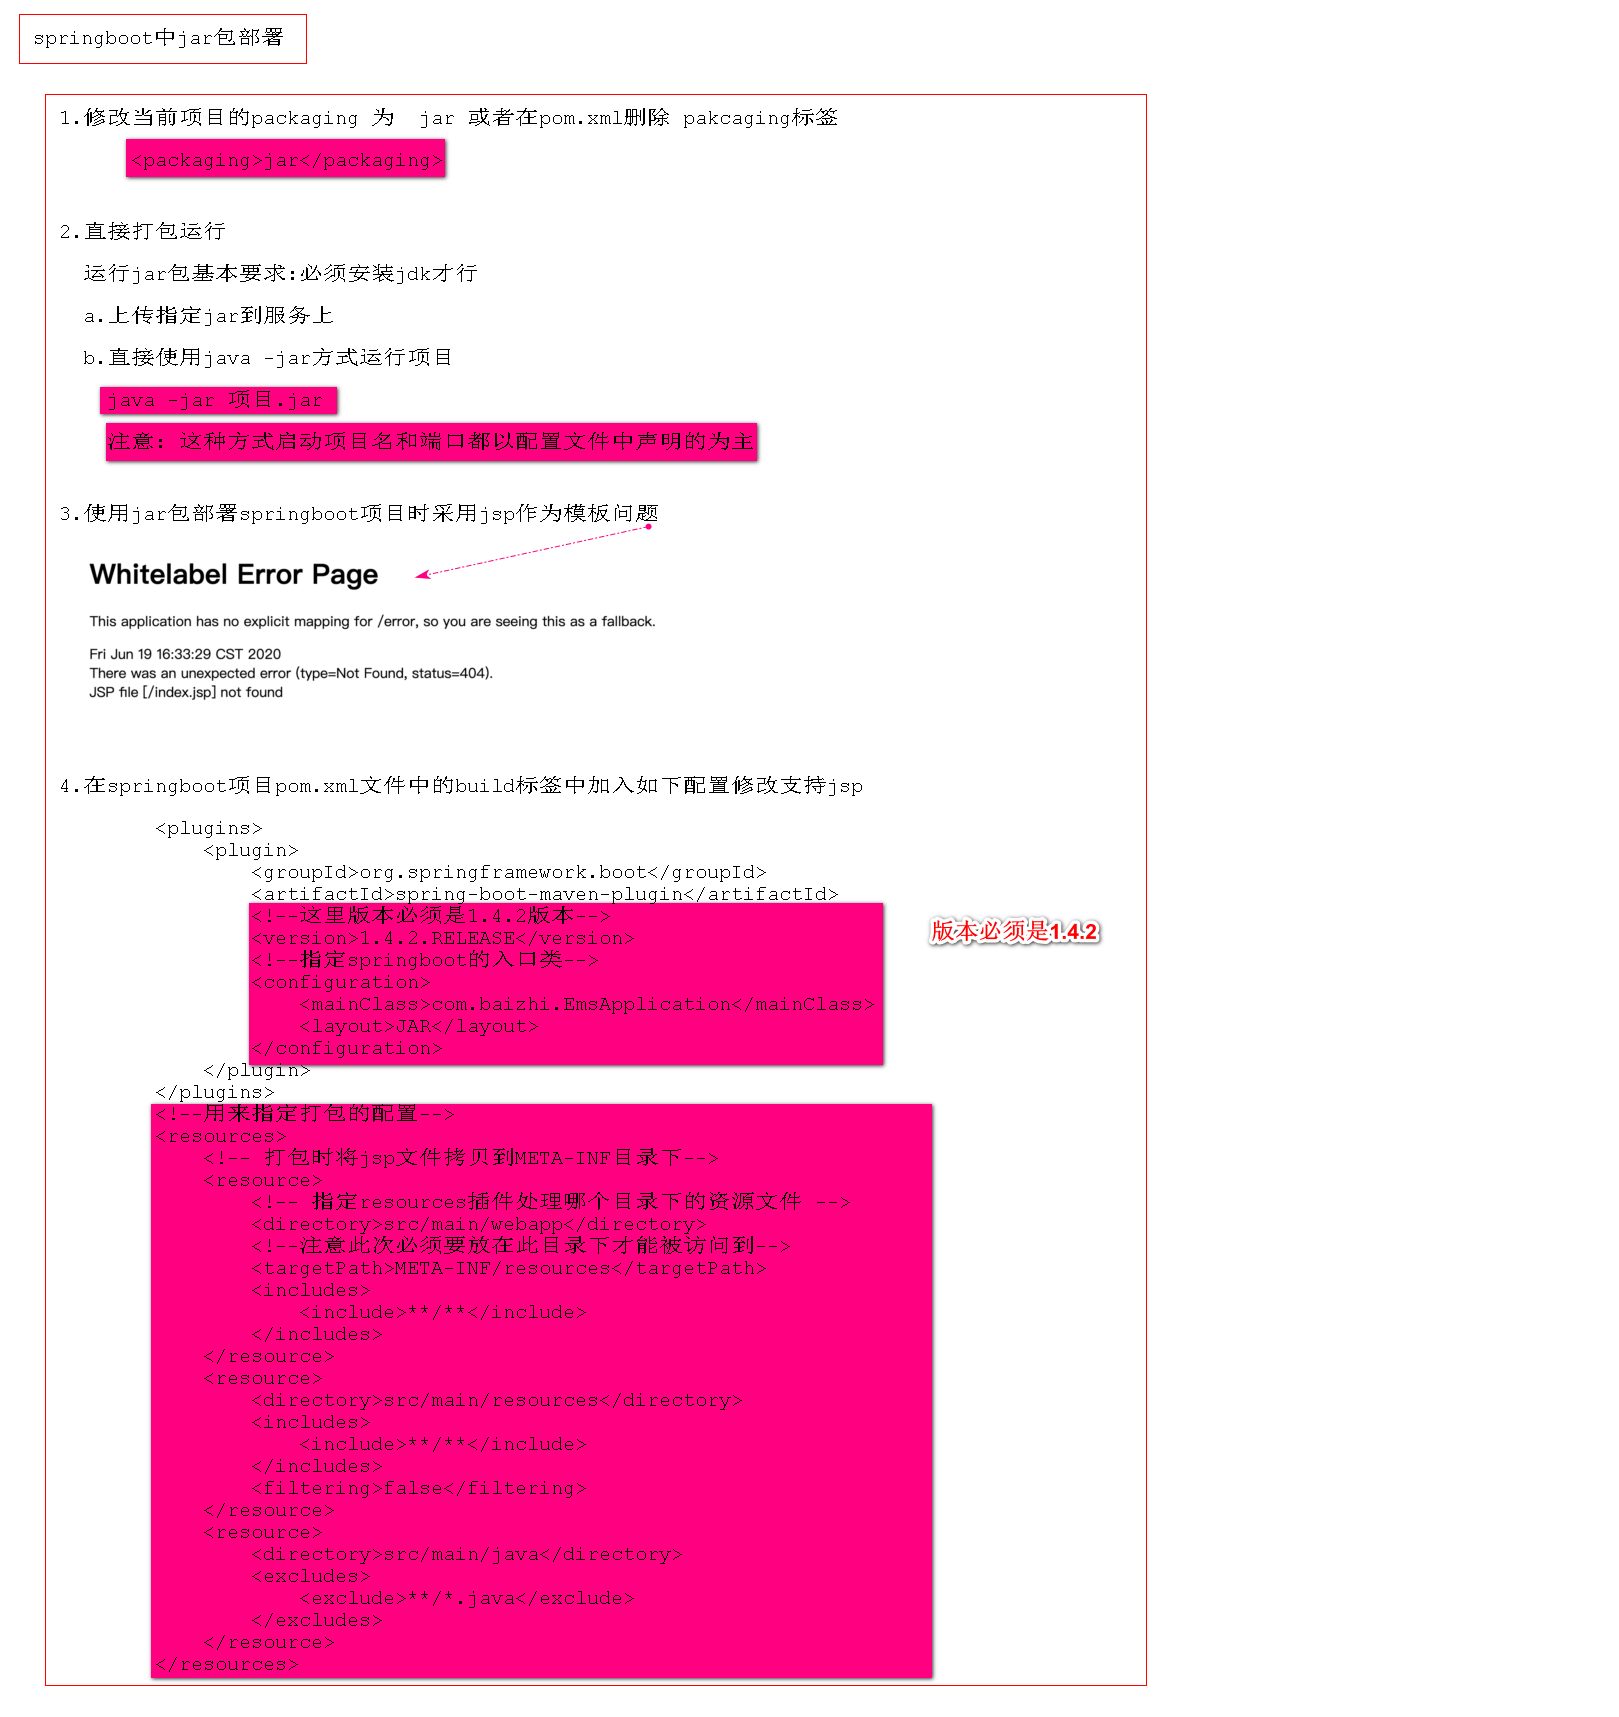 springboot中jar包部署
1.修改当前项目的packaging 为  jar 或者在pom.xml删除 pakcaging标签
<packaging>jar</packaging>
2.直接打包运行
运行jar包基本要求:必须安装jdk才行
a.上传指定jar到服务上
b.直接使用java -jar方式运行项目
java -jar 项目.jar
注意: 这种方式启动项目名和端口都以配置文件中声明的为主
3.使用jar包部署springboot项目时采用jsp作为模板问题
Whitelabel Error Page
This application has no explicit mapping for /error, so you are seeing this as a fallback.
Fri Jun 19 16:33:29 CST 2020
There was an unexpected error (type=Not Found, status=404).
JSP file [/index.jsp] not found
4.在springboot项目pom.xml文件中的build标签中加入如下配置修改支持jsp
<plugins>
<plugin>
<groupId>org.springframework.boot</groupId>
<artifactId>spring-boot-maven-plugin</artifactId>
<!--这里版本必须是1.4.2版本-->
<version>1.4.2.RELEASE</version>
版本必须是1.4.2
<!--指定springboot的入口类-->
<configuration>
<mainClass>com.baizhi.EmsApplication</mainClass>
<layout>JAR</layout>
</configuration>
</plugin>
</plugins>
<!--用来指定打包的配置-->
<resources>
<!-- 打包时将jsp文件拷贝到META-INF目录下-->
<resource>
<!-- 指定resources插件处理哪个目录下的资源文件 -->
<directory>src/main/webapp</directory>
<!--注意此次必须要放在此目录下才能被访问到-->
<targetPath>META-INF/resources</targetPath>
<includes>
<include>**/**</include>
</includes>
</resource>
<resource>
<directory>src/main/resources</directory>
<includes>
<include>**/**</include>
</includes>
<filtering>false</filtering>
</resource>
<resource>
<directory>src/main/java</directory>
<excludes>
<exclude>**/*.java</exclude>
</excludes>
</resource>
</resources>